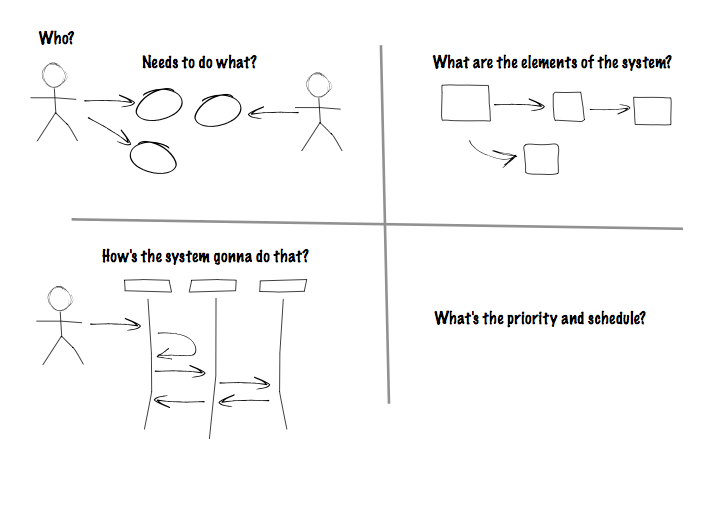 Who?
Needs to do what?
What are the elements of the system?
How's the system gonna do that?
What's the priority and schedule?